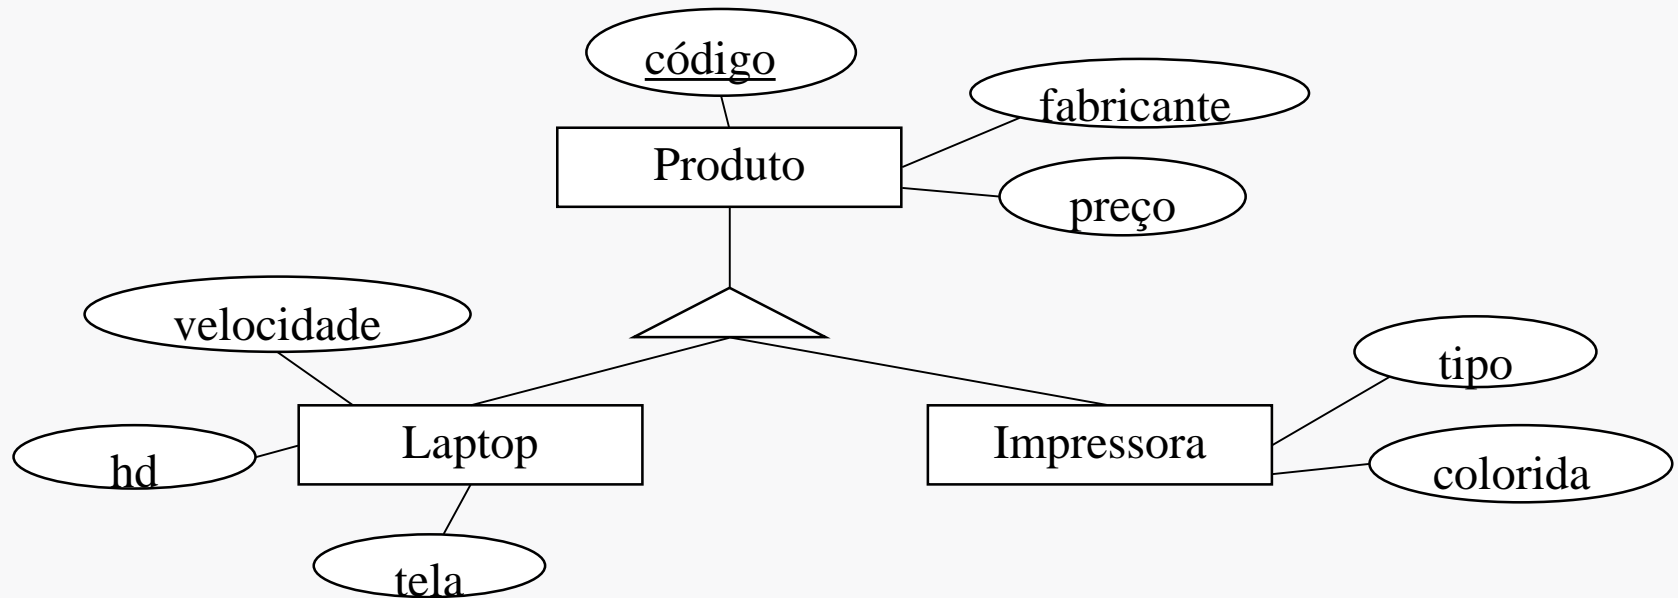 código
fabricante
Produto
preço
velocidade
tipo
Laptop
Impressora
hd
colorida
tela